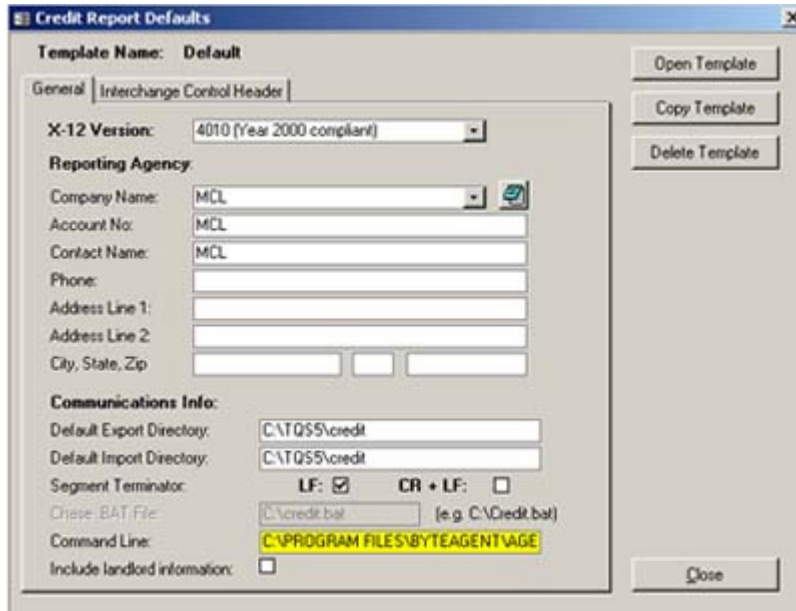 Credit Report Defaults
Template Name: Default
Open Template
General Interchange Control Header
Copy Template
X-12 Version: 4010 (Year 2000 compliant)
Delete Template
Reporting Agency:
Company Name: MCL
Account No: MCL
Contact Name: MCL
Phone:
Address Line 1:
Address Line 2:
City, State, Zip
Communications Info:
Default Export Directory: C:\TQS5\credit
Default Import Directory: C:\TQS5\credit
Segment Terminator: LF: CR + LF:
Chase .BAT File: C:\credit.bat (e.g. C:\Credit.bat)
Command Line: C:\PROGRAM FILES\BYTEAGENT\AGE
Include landlord information:
Close